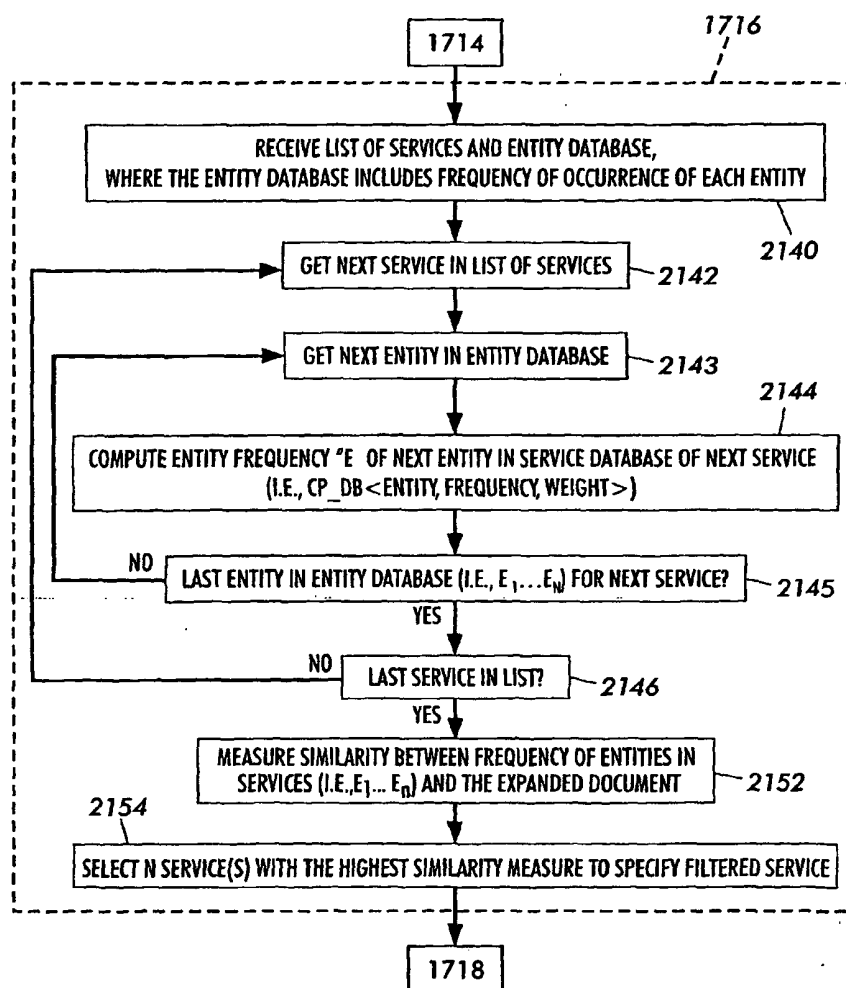 1714
1716
RECEIVE LIST OF SERVICES AND ENTITY DATABASE,
WHERE THE ENTITY DATABASE INCLUDES FREQUENCY OF OCCURRENCE OF EACH ENTITY
2140
GET NEXT SERVICE IN LIST OF SERVICES
2142
GET NEXT ENTITY IN ENTITY DATABASE
2143
2144
COMPUTE ENTITY FREQUENCY "E OF NEXT ENTITY IN SERVICE DATABASE OF NEXT SERVICE
(I.E., CP_DB<ENTITY, FREQUENCY, WEIGHT>)
NO
LAST ENTITY IN ENTITY DATABASE (I.E., E1...EN) FOR NEXT SERVICE?
2145
YES
NO
LAST SERVICE IN LIST?
2146
YES
MEASURE SIMILARITY BETWEEN FREQUENCY OF ENTITIES IN
SERVICES (I.E.,E1... En) AND THE EXPANDED DOCUMENT
2152
2154
SELECT N SERVICE(S) WITH THE HIGHEST SIMILARITY MEASURE TO SPECIFY FILTERED SERVICE
1718